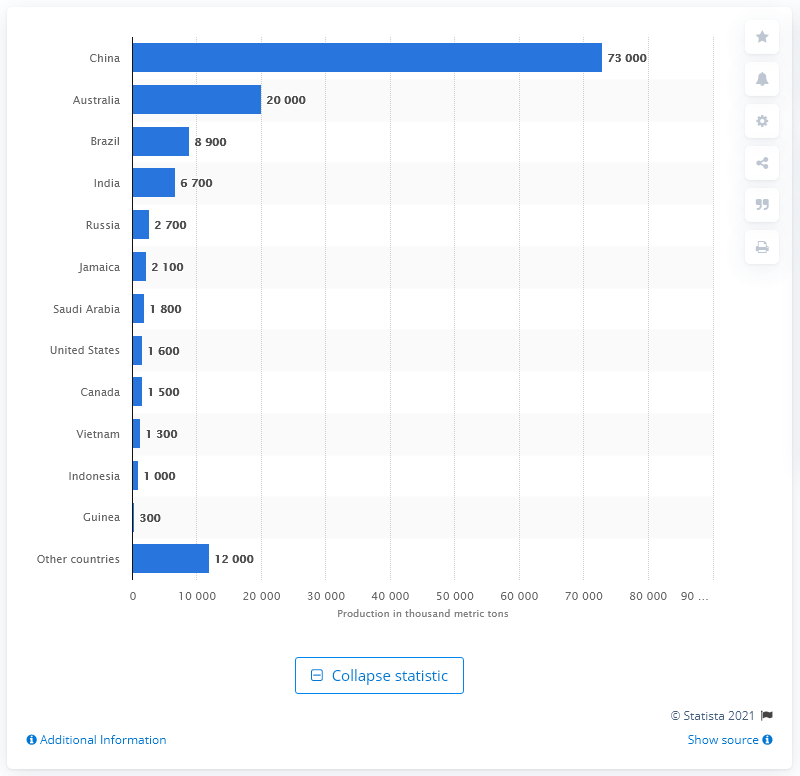 China 73 000
Australia 20 000
Brazil 8 900
India 6 700
Russia 2 700
Jamaica 2 100
Saudi Arabia 1 800
United States 1 600
Canada 1 500
Vietnam 1 300
Indonesia 1 000
Guinea 300
Other countries 12 000
0 10 000 20 000 30 000 40 000 50 000 60 000 70 000 80 000 90 ...
Production in thousand metric tons
Collapse statistic
© Statista 2021
Additional Information Show source